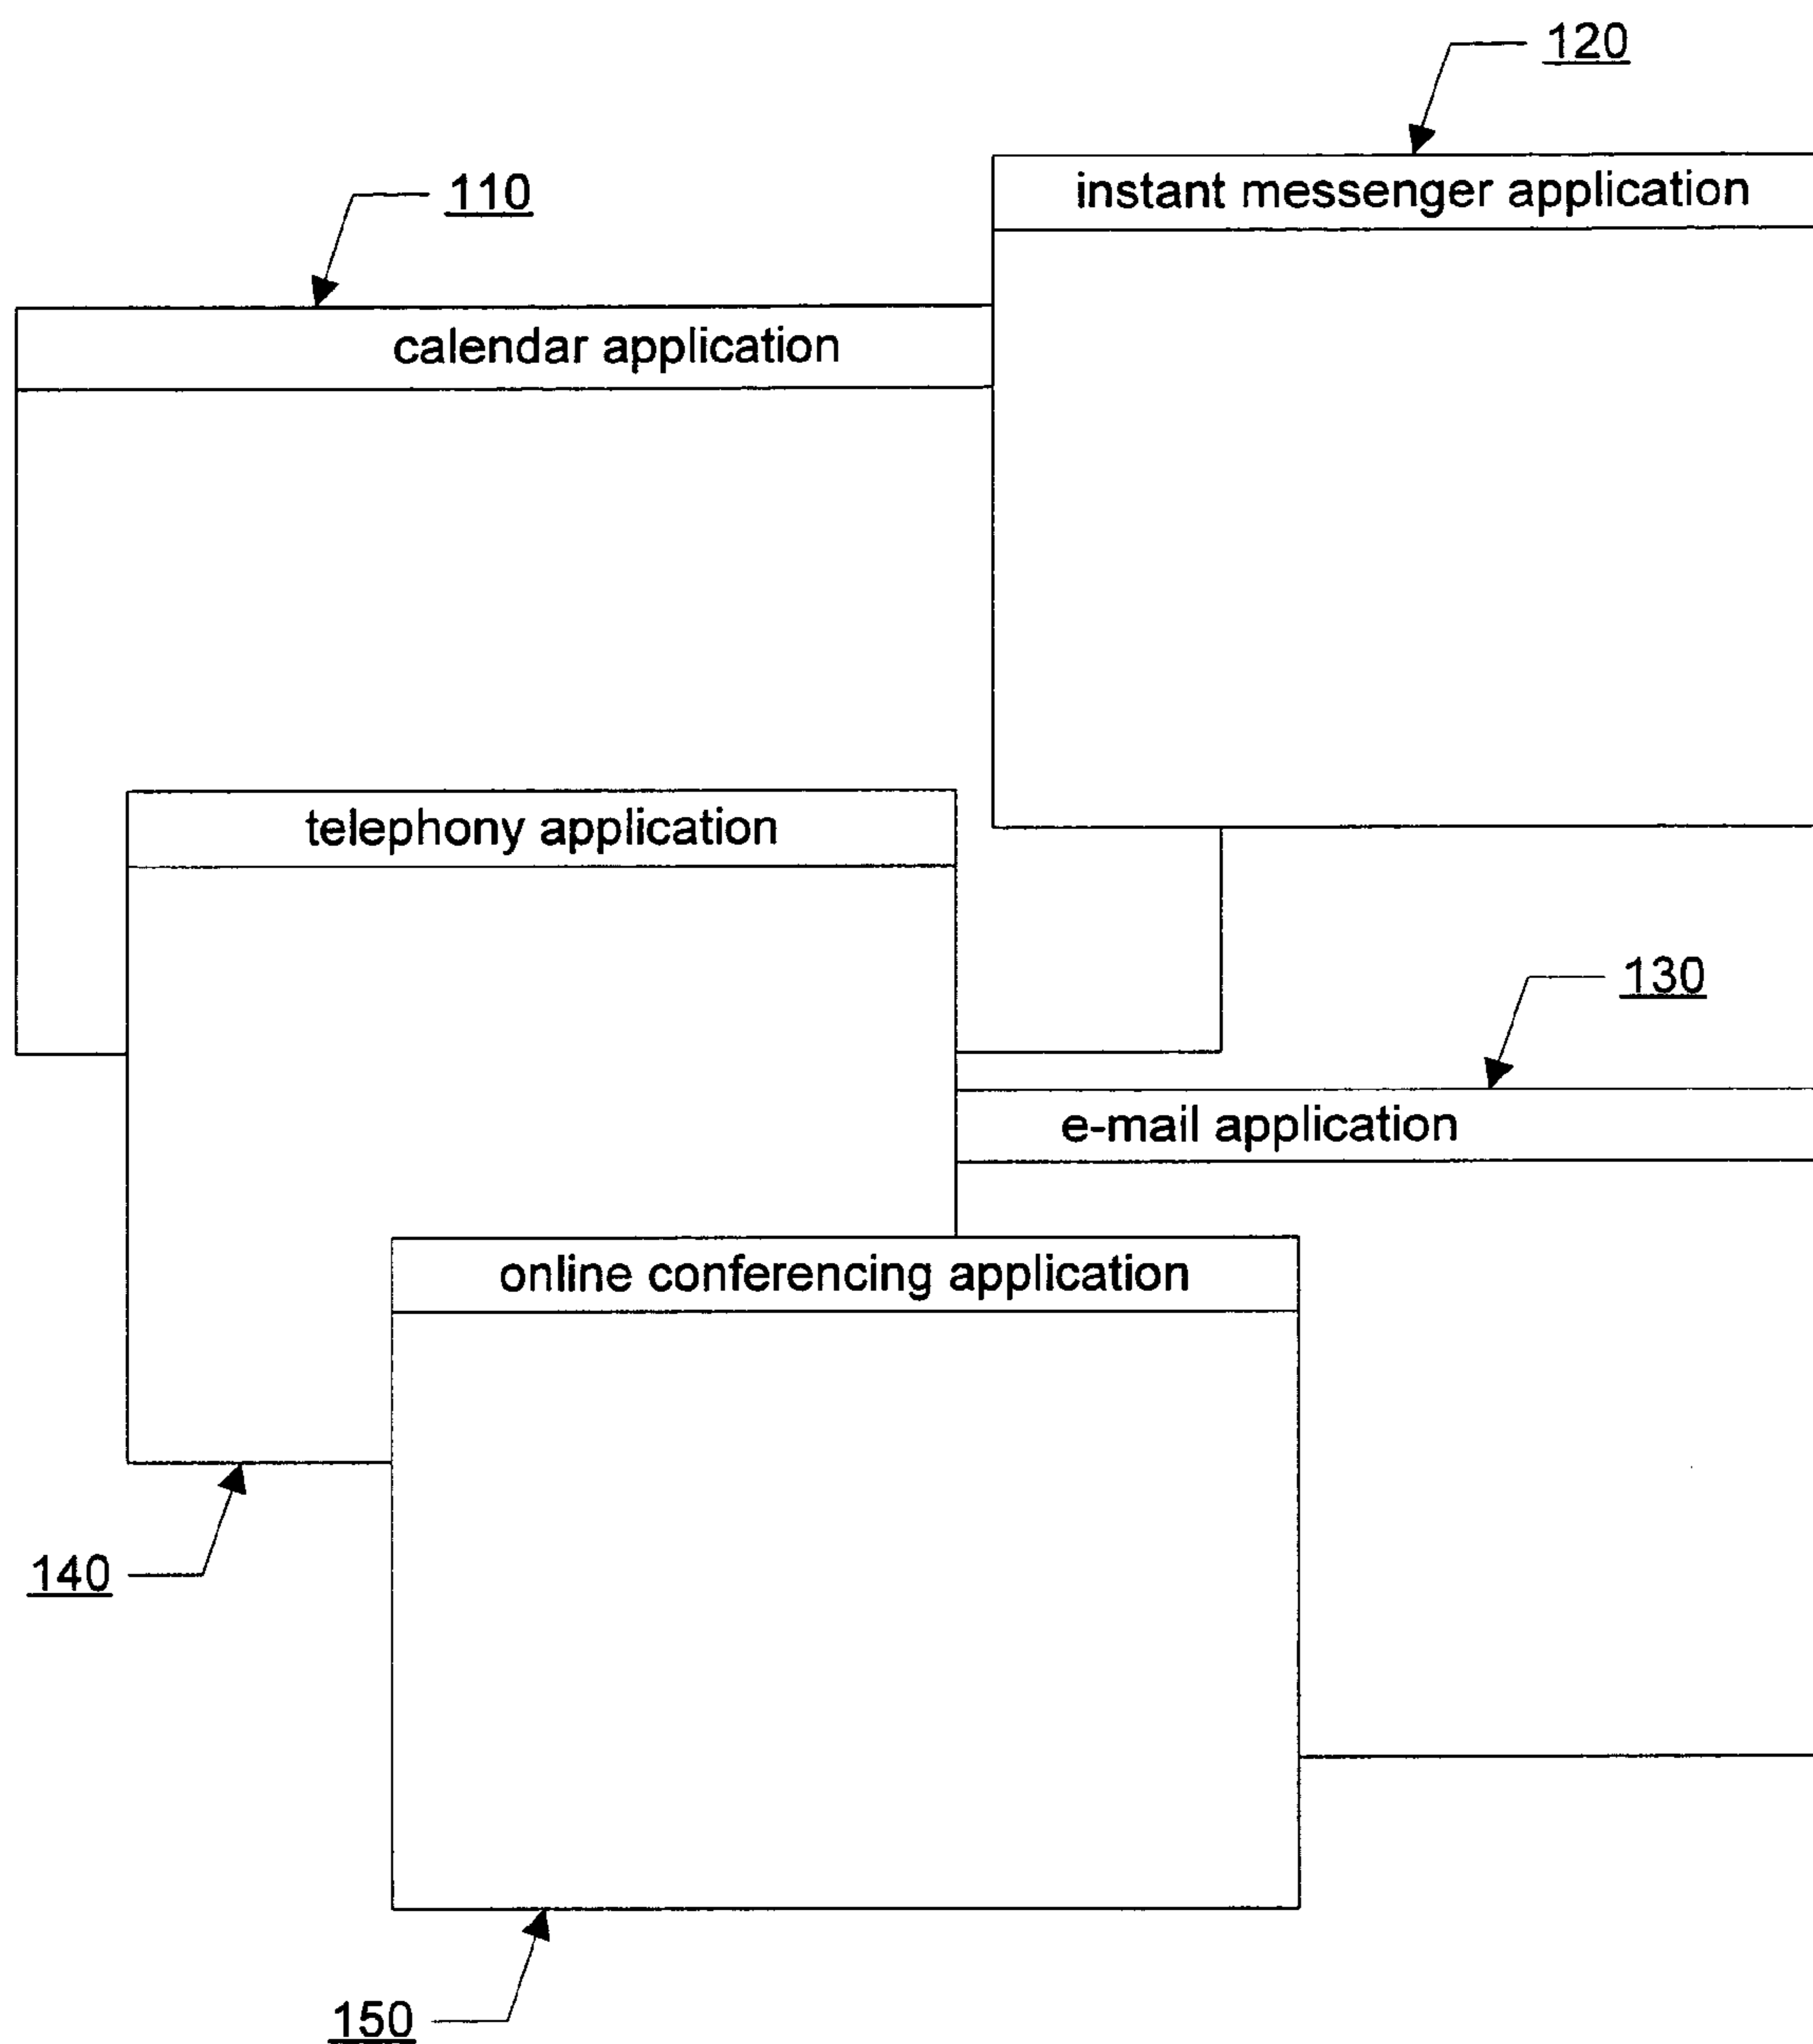 120
instant messenger application
110
calendar application
telephony application
130
e-mail application
online conferencing application
140
150